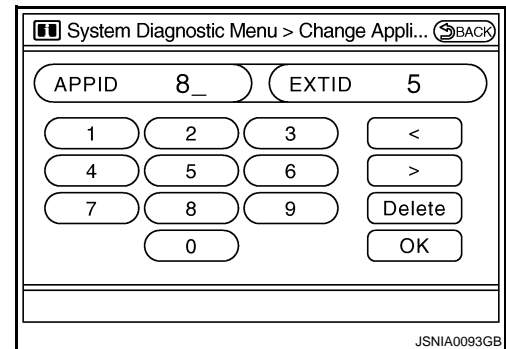 System Diagnostic Menu > Change Appli... BACK
APPID 8_ EXTID 5
1 2 3 <
4 5 6 >
7 8 9 Delete
0 OK
JSNIA0093GB